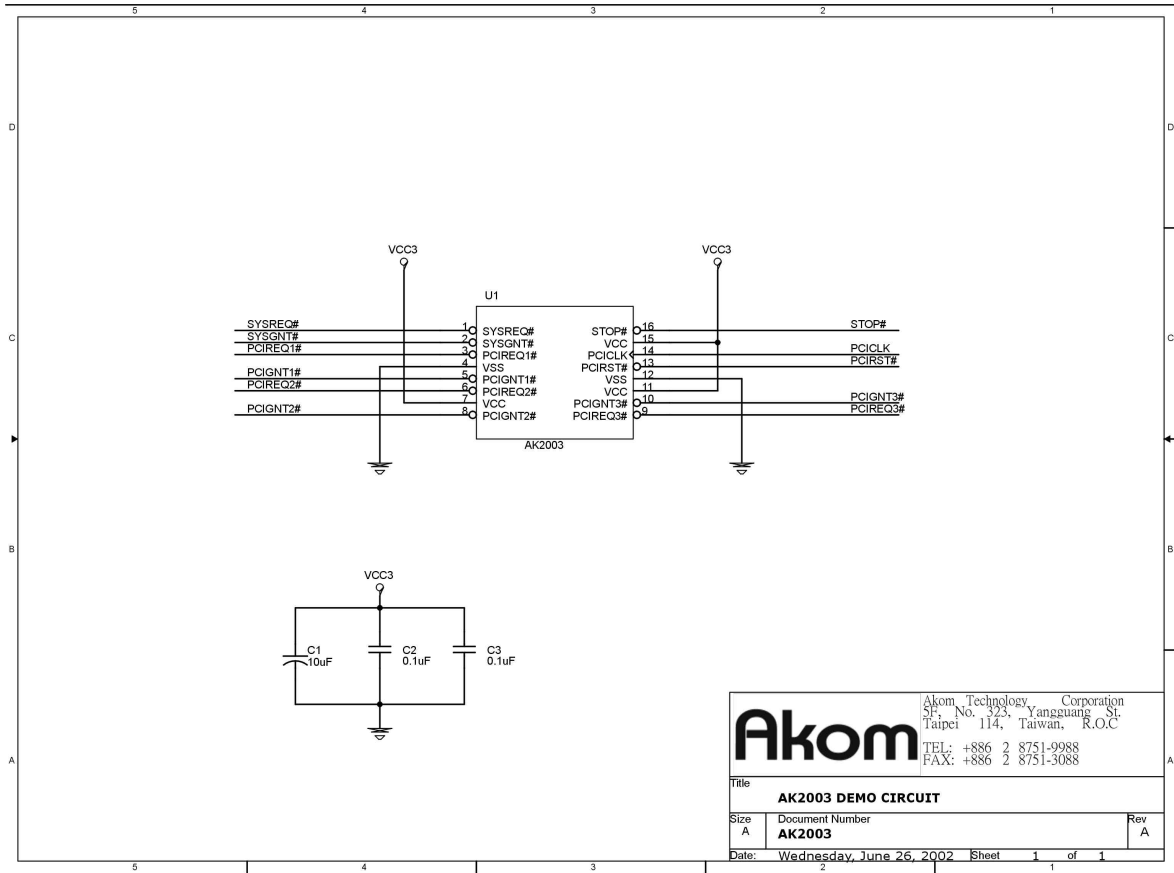 5 4 3 2 1
D D
C C
B B
A A
VCC3 VCC3
U1
SYSREQ# 1 SYSREQ# STOP# 16 STOP#
SYSGNT# 2 SYSGNT# VCC 15
PCIREQ1# 3 PCIREQ1# PCICLK 14 PCICLK
4 VSS PCIRST# 13 PCIRST#
PCIGNT1# 5 PCIGNT1# VSS 12
PCIREQ2# 6 PCIREQ2# VCC 11
7 VCC PCIGNT3# 10 PCIGNT3#
PCIGNT2# 8 PCIGNT2# PCIREQ3# 9 PCIREQ3#
AK2003
VCC3
C1 C2 C3
10uF 0.1uF 0.1uF
Akom
Akom Technology Corporation
5F, No. 323, Yangguang St.
Taipei 114, Taiwan, R.O.C
TEL: +886 2 8751-9988
FAX: +886 2 8751-3088
Title
AK2003 DEMO CIRCUIT
Size Document Number Rev
A AK2003 A
Date: Wednesday, June 26, 2002 Sheet 1 of 1
5 4 3 2 1